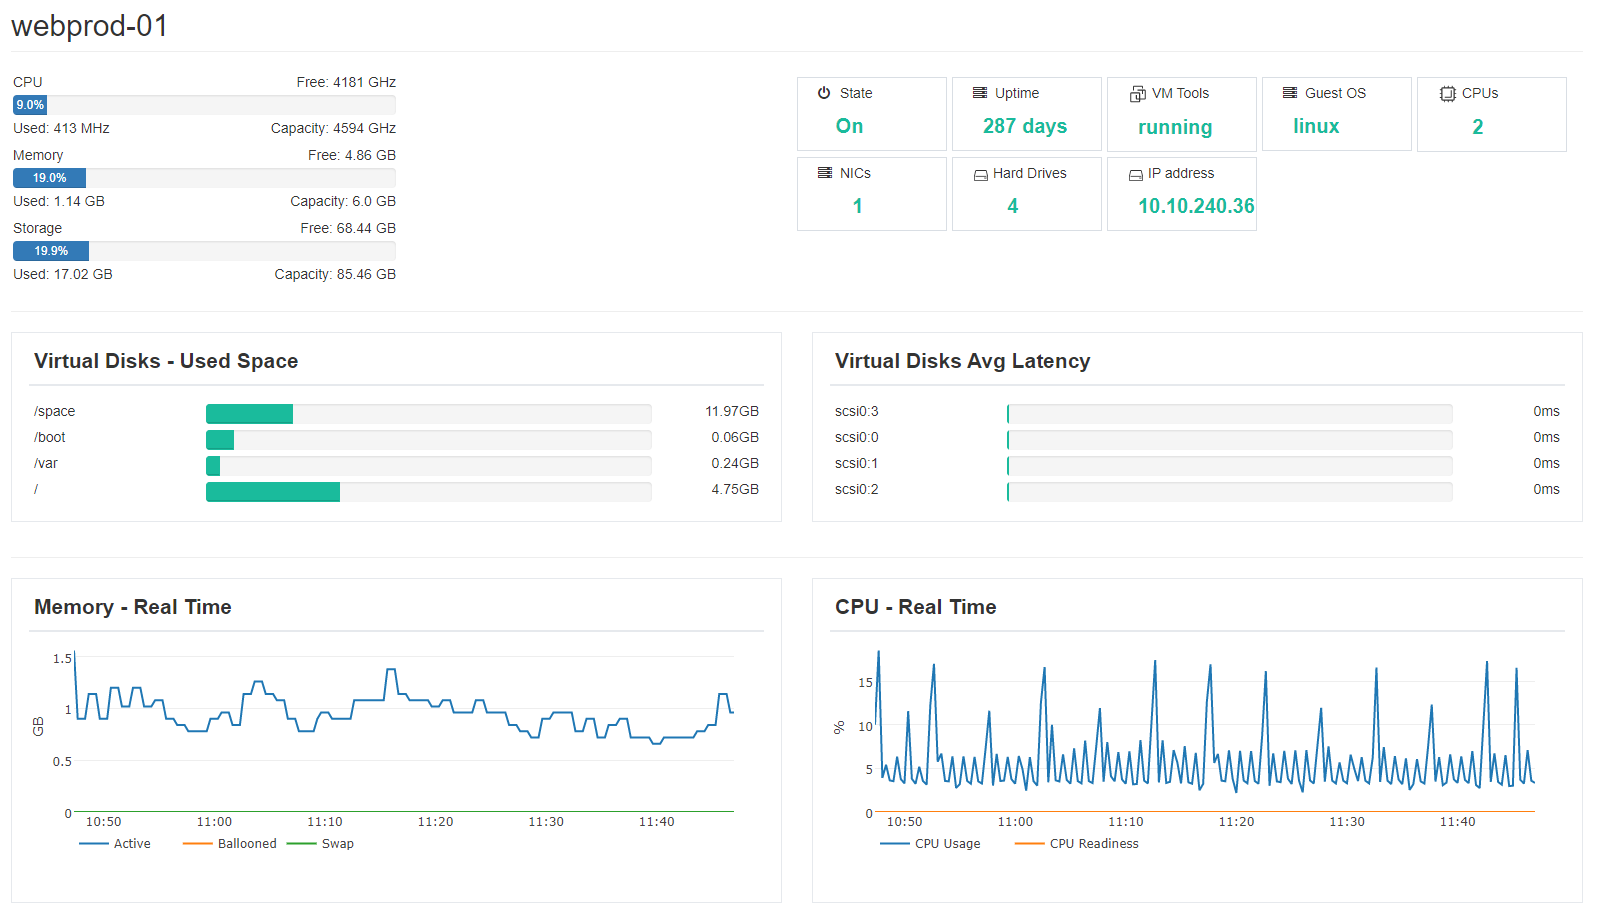 webprod-01
CPU Free: 4181 GHz
9.0%
Used: 413 MHz Capacity: 4594 GHz
Memory Free: 4.86 GB
19.0%
Used: 1.14 GB Capacity: 6.0 GB
Storage Free: 68.44 GB
19.9%
Used: 17.02 GB Capacity: 85.46 GB
State
On
Uptime
287 days
VM Tools
running
Guest OS
linux
CPUs
2
NICs
1
Hard Drives
4
IP address
10.10.240.36
Virtual Disks - Used Space
/space 11.97GB
/boot 0.06GB
/var 0.24GB
/ 4.75GB
Virtual Disks Avg Latency
scsi0:3 0ms
scsi0:0 0ms
scsi0:1 0ms
scsi0:2 0ms
Memory - Real Time
GB
1.5
1
0.5
0
10:50 11:00 11:10 11:20 11:30 11:40
Active Ballooned Swap
CPU - Real Time
%
15
10
5
0
10:50 11:00 11:10 11:20 11:30 11:40
CPU Usage CPU Readiness